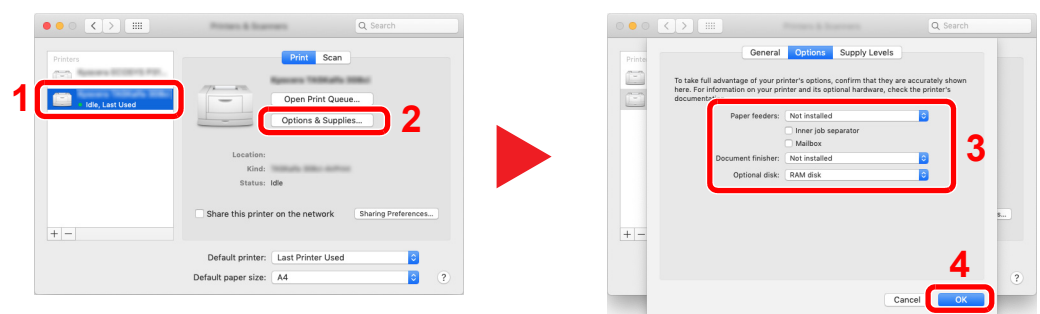 Search
Printers
Print Scan
1
Idle, Last Used
Open Print Queue...
Options & Supplies...
2
Location:
Kind:
Status: Idle
Share this printer on the network
Sharing Preferences...
+ −
Default printer: Last Printer Used
Default paper size: A4
?
Search
General Options Supply Levels
To take full advantage of your printer's options, confirm that they are accurately shown
here. For information on your printer and its optional hardware, check the printer's
Paper feeders: Not installed
Inner job separator
Mailbox
3
Document finisher: Not installed
Optional disk: RAM disk
+ −
?
4
Cancel OK